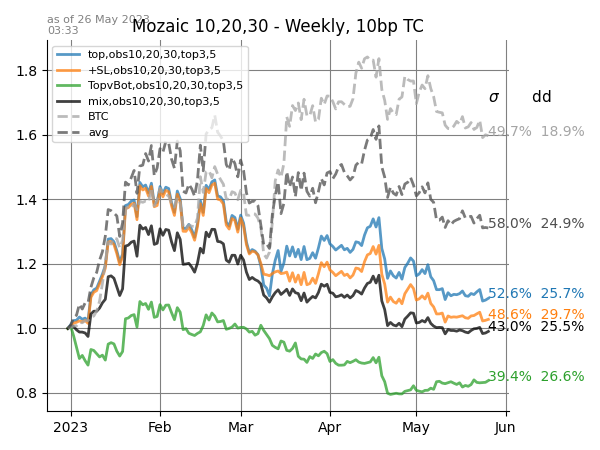 as of 26 May 2023
03:33
Mozaic 10,20,30 - Weekly, 10bp TC
top,obs10,20,30,top3,5
+SL,obs10,20,30,top3,5
TopvBot,obs10,20,30,top3,5
mix,obs10,20,30,top3,5
BTC
avg
σ dd
49.7% 18.9%
58.0% 24.9%
52.6% 25.7%
48.6% 29.7%
43.0% 25.5%
39.4% 26.6%
1.8
1.6
1.4
1.2
1.0
0.8
2023 Feb Mar Apr May Jun